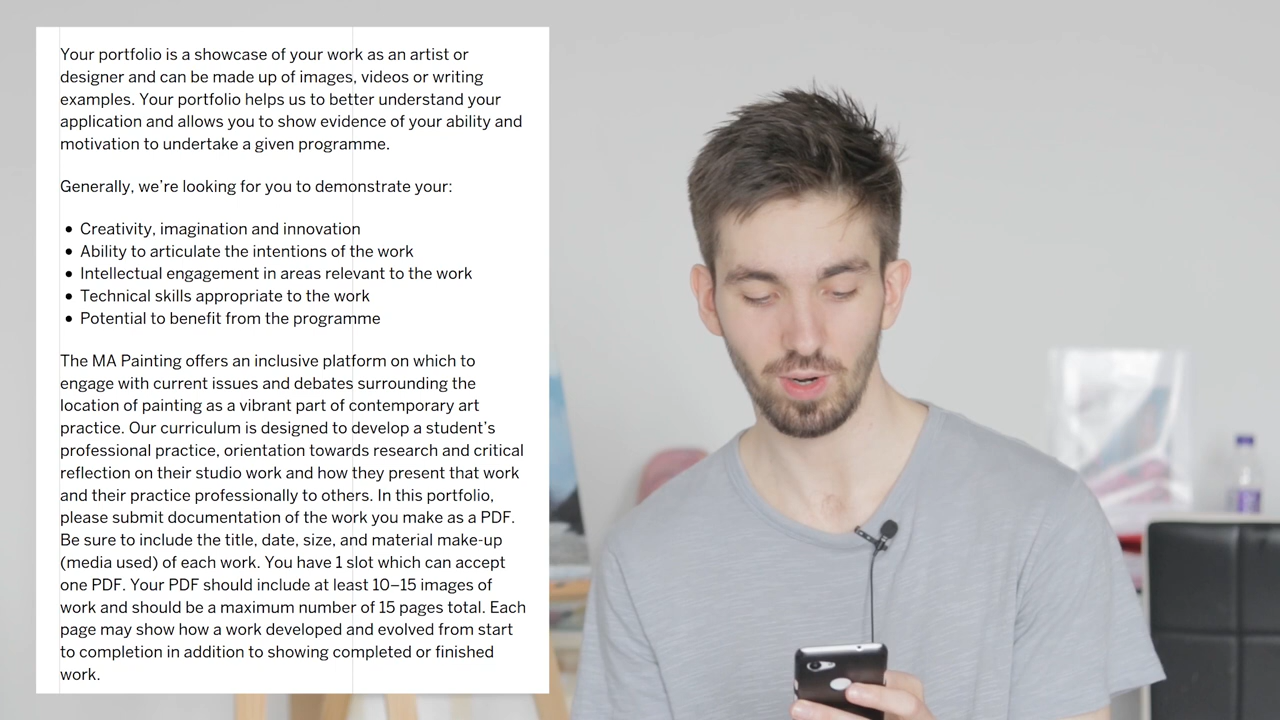 Your portfolio is a showcase of your work as an artist or
designer and can be made up of images, videos or writing
examples. Your portfolio helps us to better understand your
application and allows you to show evidence of your ability and
motivation to undertake a given programme.
Generally, we're looking for you to demonstrate your:
• Creativity, imagination and innovation
• Ability to articulate the intentions of the work
• Intellectual engagement in areas relevant to the work
• Technical skills appropriate to the work
• Potential to benefit from the programme
The MA Painting offers an inclusive platform on which to
engage with current issues and debates surrounding the
location of painting as a vibrant part of contemporary art
practice. Our curriculum is designed to develop a student's
professional practice, orientation towards research and critical
reflection on their studio work and how they present that work
and their practice professionally to others. In this portfolio,
please submit documentation of the work you make as a PDF.
Be sure to include the title, date, size, and material make-up
(media used) of each work. You have 1 slot which can accept
one PDF. Your PDF should include at least 10–15 images of
work and should be a maximum number of 15 pages total. Each
page may show how a work developed and evolved from start
to completion in addition to showing completed or finished
work.